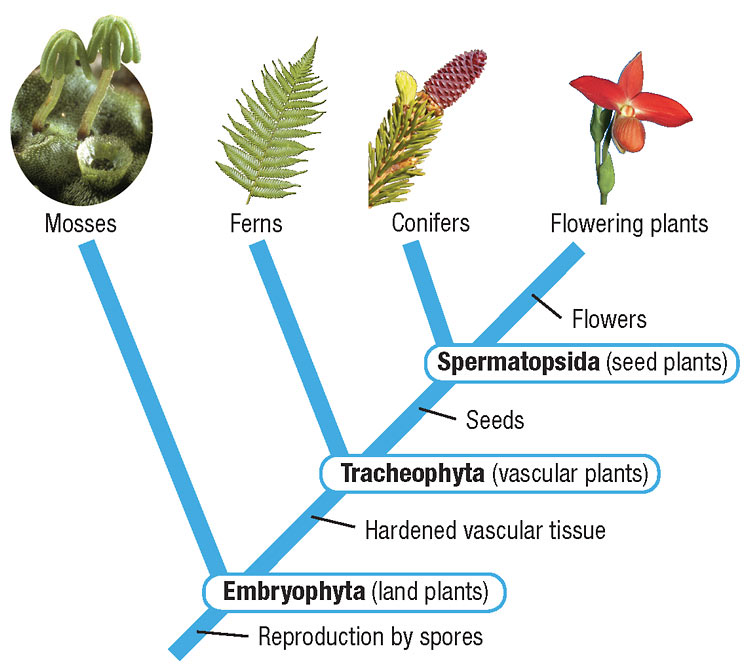 Mosses
Ferns
Conifers
Flowering plants
Flowers
Spermatopsida (seed plants)
Seeds
Tracheophyta (vascular plants)
Hardened vascular tissue
Embryophyta (land plants)
Reproduction by spores